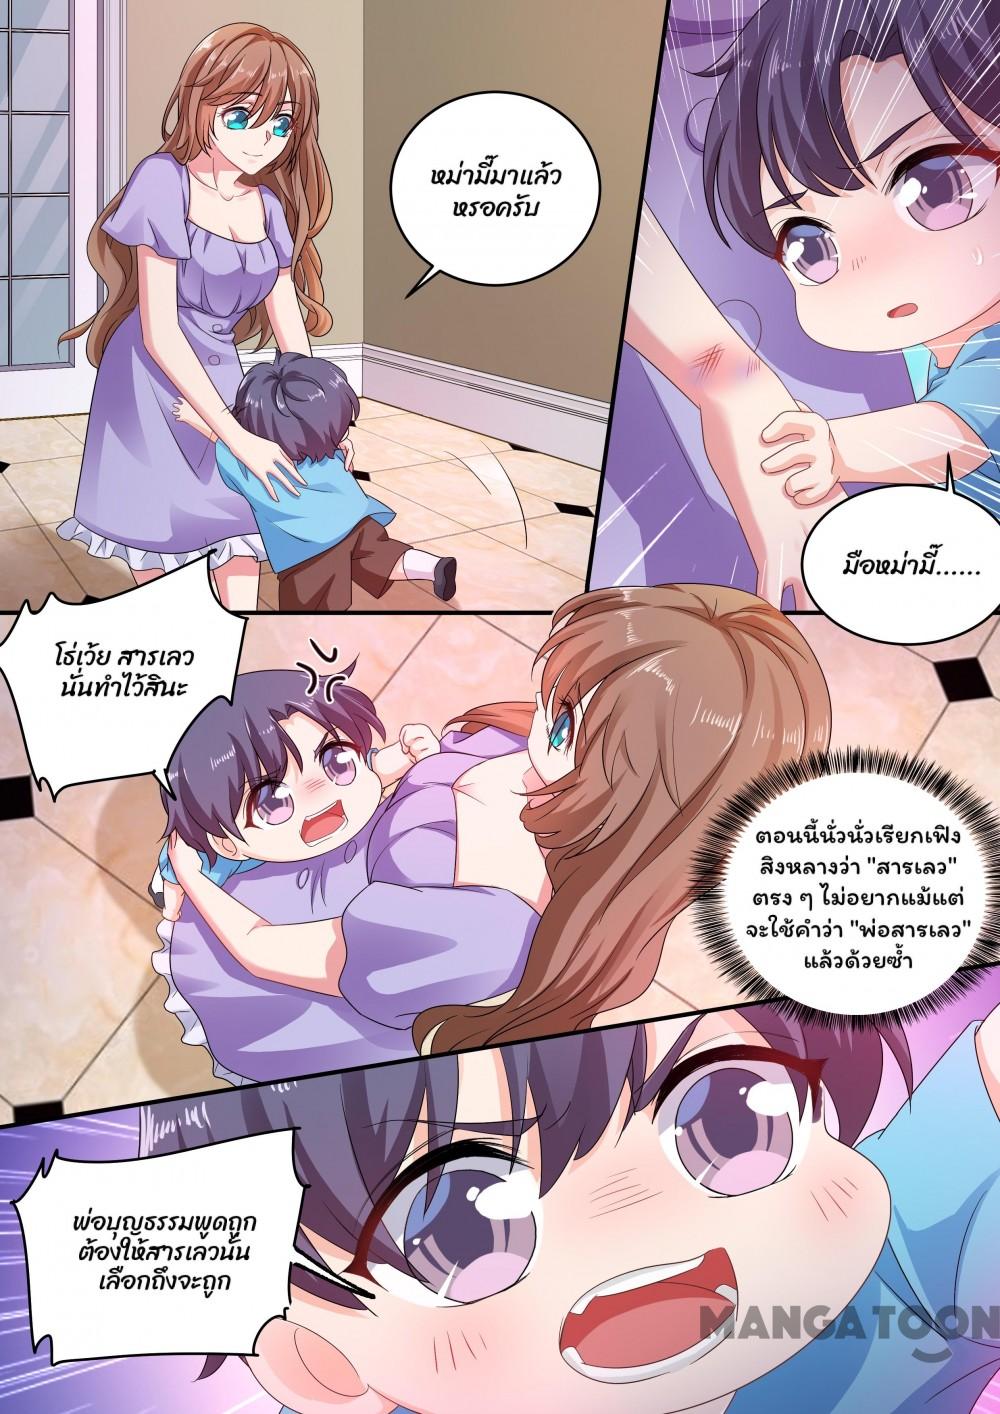 หม่ามี๊มาแล้ว
หรอครับ
มือหม่ามี๊......
โธ่เว้ย สารเลว
นั่นทำไว้สินะ
ตอนนี้นั่วนั่วเรียกเฟิง
สิงหลางว่า "สารเลว"
ตรง ๆ ไม่อยากแม้แต่
จะใช้คำว่า "พ่อสารเลว"
แล้วด้วยซ้ำ
พ่อบุญธรรมพูดถูก
ต้องให้สารเลวนั่น
เลือกถึงจะถูก
MANGATOON